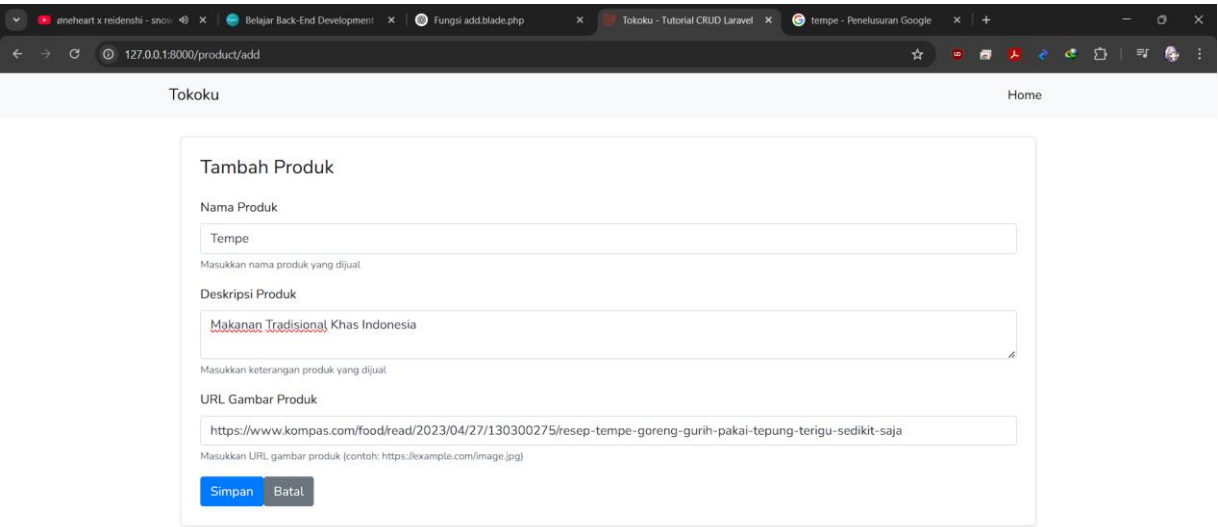 øneheart x reidenshi - snow
Belajar Back-End Development
Fungsi add.blade.php
Tokoku - Tutorial CRUD Laravel
tempe - Penelusuran Google
127.0.0.1:8000/product/add
Tokoku
Home
Tambah Produk
Nama Produk
Tempe
Masukkan nama produk yang dijual
Deskripsi Produk
Makanan Tradisional Khas Indonesia
Masukkan keterangan produk yang dijual
URL Gambar Produk
https://www.kompas.com/food/read/2023/04/27/130300275/resep-tempe-goreng-gurih-pakai-tepung-terigu-sedikit-saja
Masukkan URL gambar produk (contoh: https://example.com/image.jpg)
Simpan
Batal